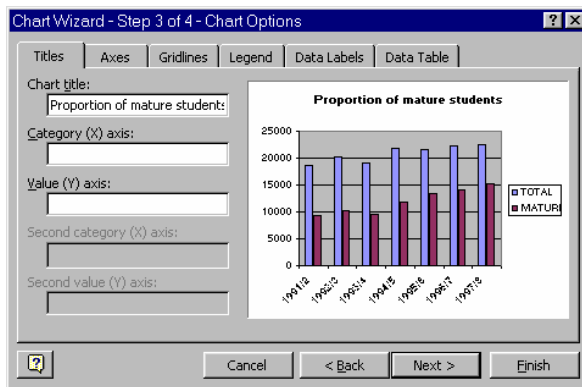 Chart Wizard - Step 3 of 4 - Chart Options
Titles Axes Gridlines Legend Data Labels Data Table
Chart title:
Proportion of mature students
Category (X) axis:
Value (Y) axis:
Second category (X) axis:
Second value (Y) axis:
Proportion of mature students
25000
20000
15000
10000
5000
0
1991/2 1992/3 1993/4 1994/5 1995/6 1996/7 1997/8
TOTAL
MATURI
Cancel < Back Next > Finish